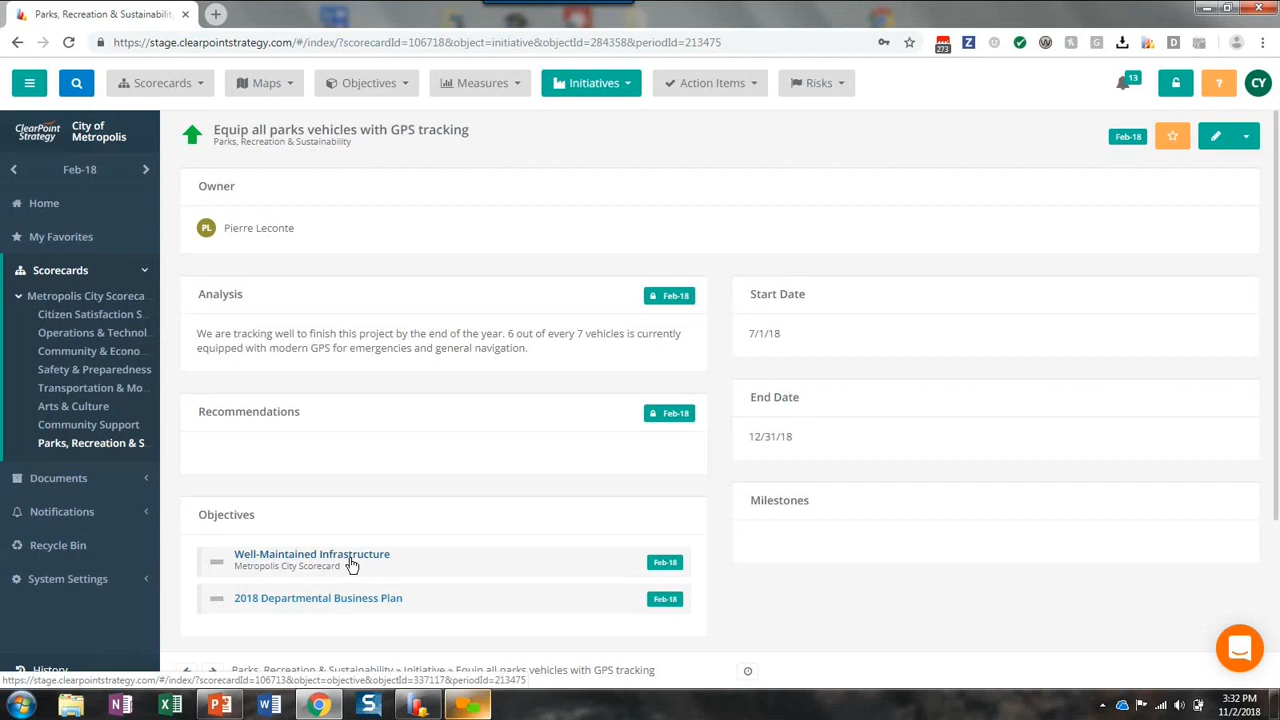 Parks, Recreation & Sustainability
https://stage.clearpointstrategy.com/#/index/?scorecardId=106718&object=initiative&objectId=284358&periodId=213475
273
Scorecards
Maps
Objectives
Measures
Initiatives
Action Items
Risks
13
?
CY
ClearPoint
Strategy
City of
Metropolis
Feb-18
Home
My Favorites
Scorecards
Metropolis City Scoreca...
Citizen Satisfaction S...
Operations & Technol...
Community & Econo...
Safety & Preparedness
Transportation & Mo...
Arts & Culture
Community Support
Parks, Recreation & S...
Documents
Notifications
Recycle Bin
System Settings
History
Equip all parks vehicles with GPS tracking
Parks, Recreation & Sustainability
Feb-18
Owner
PL Pierre Leconte
Analysis
Feb-18
We are tracking well to finish this project by the end of the year. 6 out of every 7 vehicles is currently
equipped with modern GPS for emergencies and general navigation.
Recommendations
Feb-18
Objectives
Well-Maintained Infrastructure
Metropolis City Scorecard
Feb-18
2018 Departmental Business Plan
Feb-18
Start Date
7/1/18
End Date
12/31/18
Milestones
Parks, Recreation & Sustainability » Initiative » Equip all parks vehicles with GPS tracking
https://stage.clearpointstrategy.com/#/index/?scorecardId=106713&object=objective&objectId=337117&periodId=213475
3:32 PM
11/2/2018